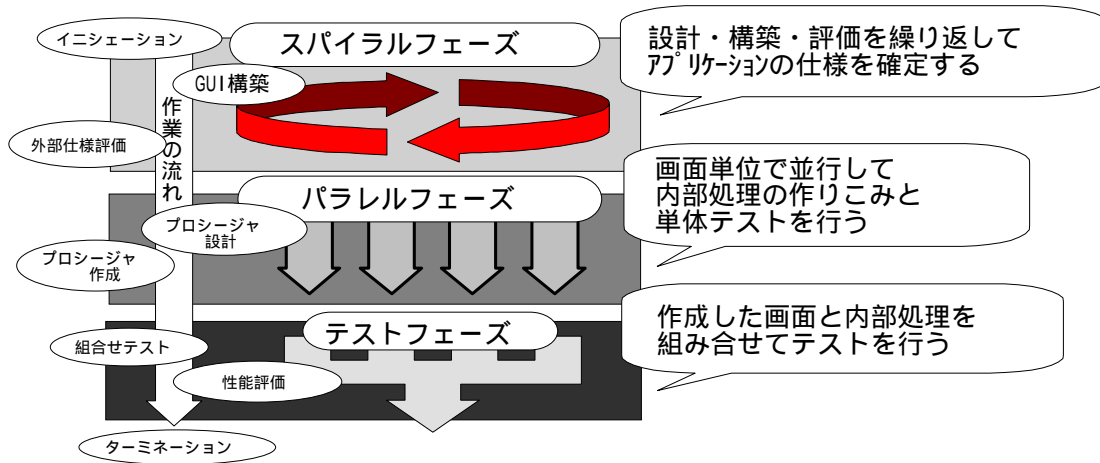 イニシェーション
スパイラルフェーズ
設計・構築・評価を繰り返して
ｱﾌﾟﾘｹｰｼｮﾝの仕様を確定する
GUI構築
作業の流れ
外部仕様評価
パラレルフェーズ
画面単位で並行して
内部処理の作りこみと
単体テストを行う
プロシージャ
設計
プロシージャ
作成
テストフェーズ
作成した画面と内部処理を
組み合せてテストを行う
組合せテスト
性能評価
ターミネーション